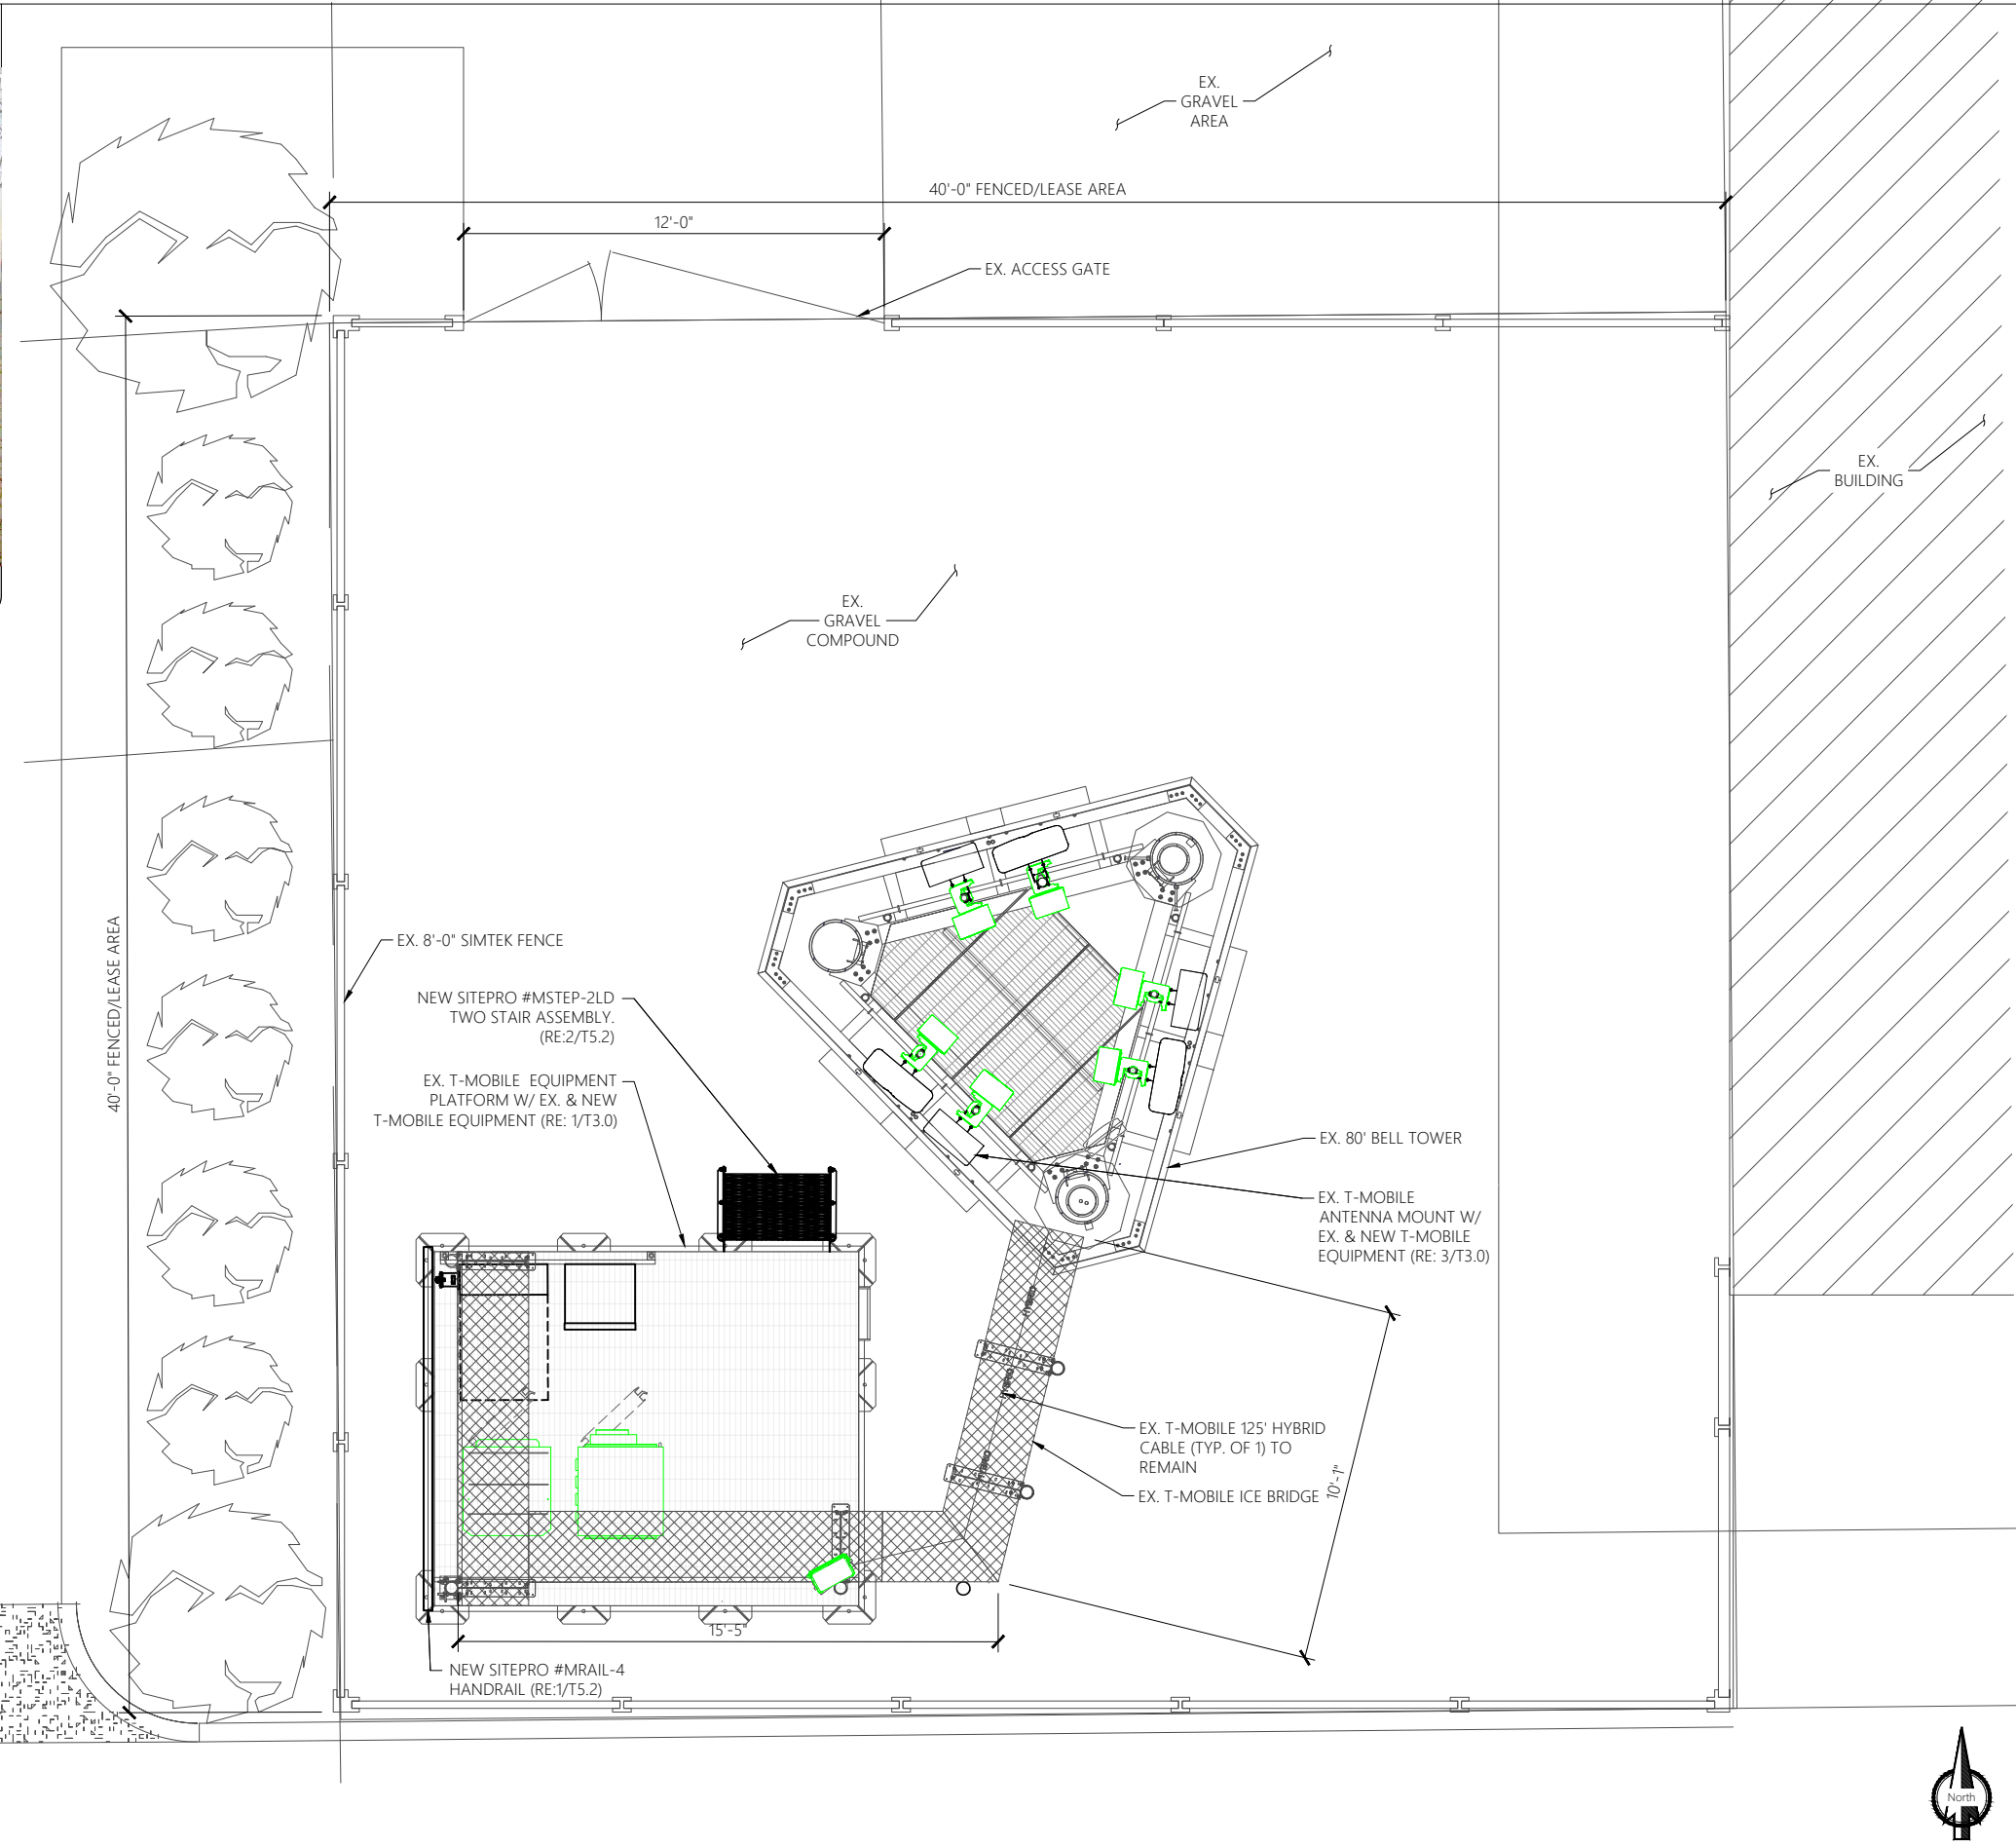 EX.
GRAVEL
AREA
40'-0" FENCED/LEASE AREA
12'-0"
EX. ACCESS GATE
EX.
BUILDING
EX.
GRAVEL
COMPOUND
40'-0" FENCED/LEASE AREA
EX. 8'-0" SIMTEK FENCE
NEW SITEPRO #MSTEP-2LD
TWO STAIR ASSEMBLY.
(RE:2/T5.2)
EX. T-MOBILE EQUIPMENT
PLATFORM W/ EX. & NEW
T-MOBILE EQUIPMENT (RE: 1/T3.0)
EX. 80' BELL TOWER
EX. T-MOBILE
ANTENNA MOUNT W/
EX. & NEW T-MOBILE
EQUIPMENT (RE: 3/T3.0)
HYBRID
HYBRID
HYBRID
EX. T-MOBILE 125' HYBRID
CABLE (TYP. OF 1) TO
REMAIN
EX. T-MOBILE ICE BRIDGE
10'-1"
15'-5"
NEW SITEPRO #MRAIL-4
HANDRAIL (RE:1/T5.2)
North